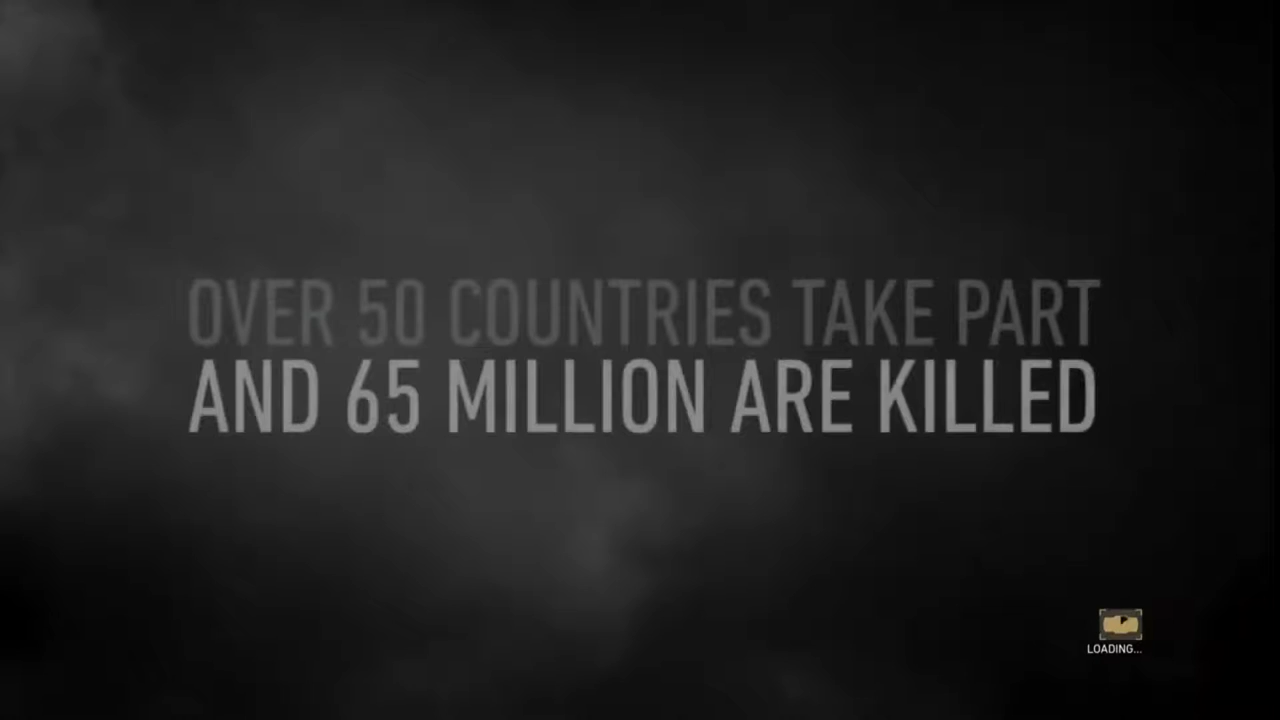 OVER 50 COUNTRIES TAKE PART
AND 65 MILLION ARE KILLED
LOADING...